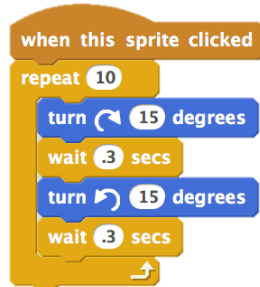 when this sprite clicked
repeat 10
turn 15 degrees
wait .3 secs
turn 15 degrees
wait .3 secs